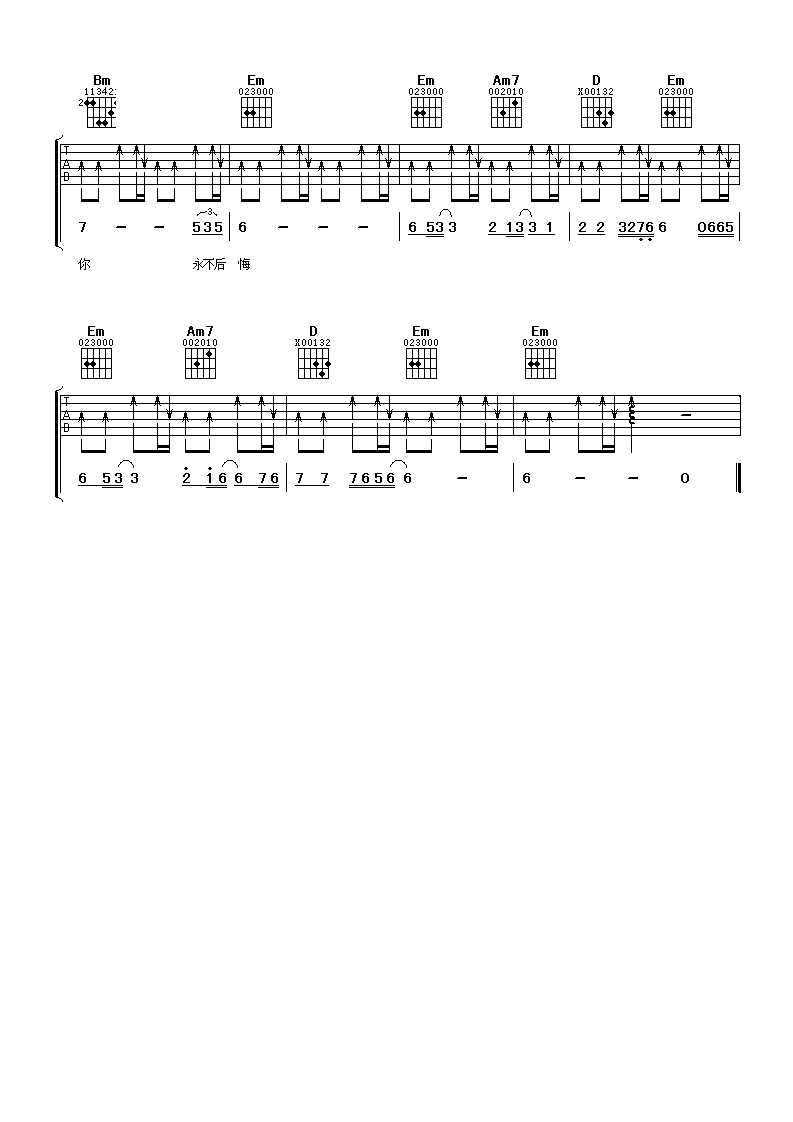 Bm Em Em Am7 D Em
113421 023000 023000 002010 X00132 023000
2
T
A
B
3
7 – – 535 6 – – – 6 53 3 2 13 3 1 2 2 3276 6 0665
你 永不后 悔
Em Am7 D Em Em
023000 002010 X00132 023000 023000
T
A
B
6 53 3 2 16 6 76 7 7 7656 6 – 6 – – 0